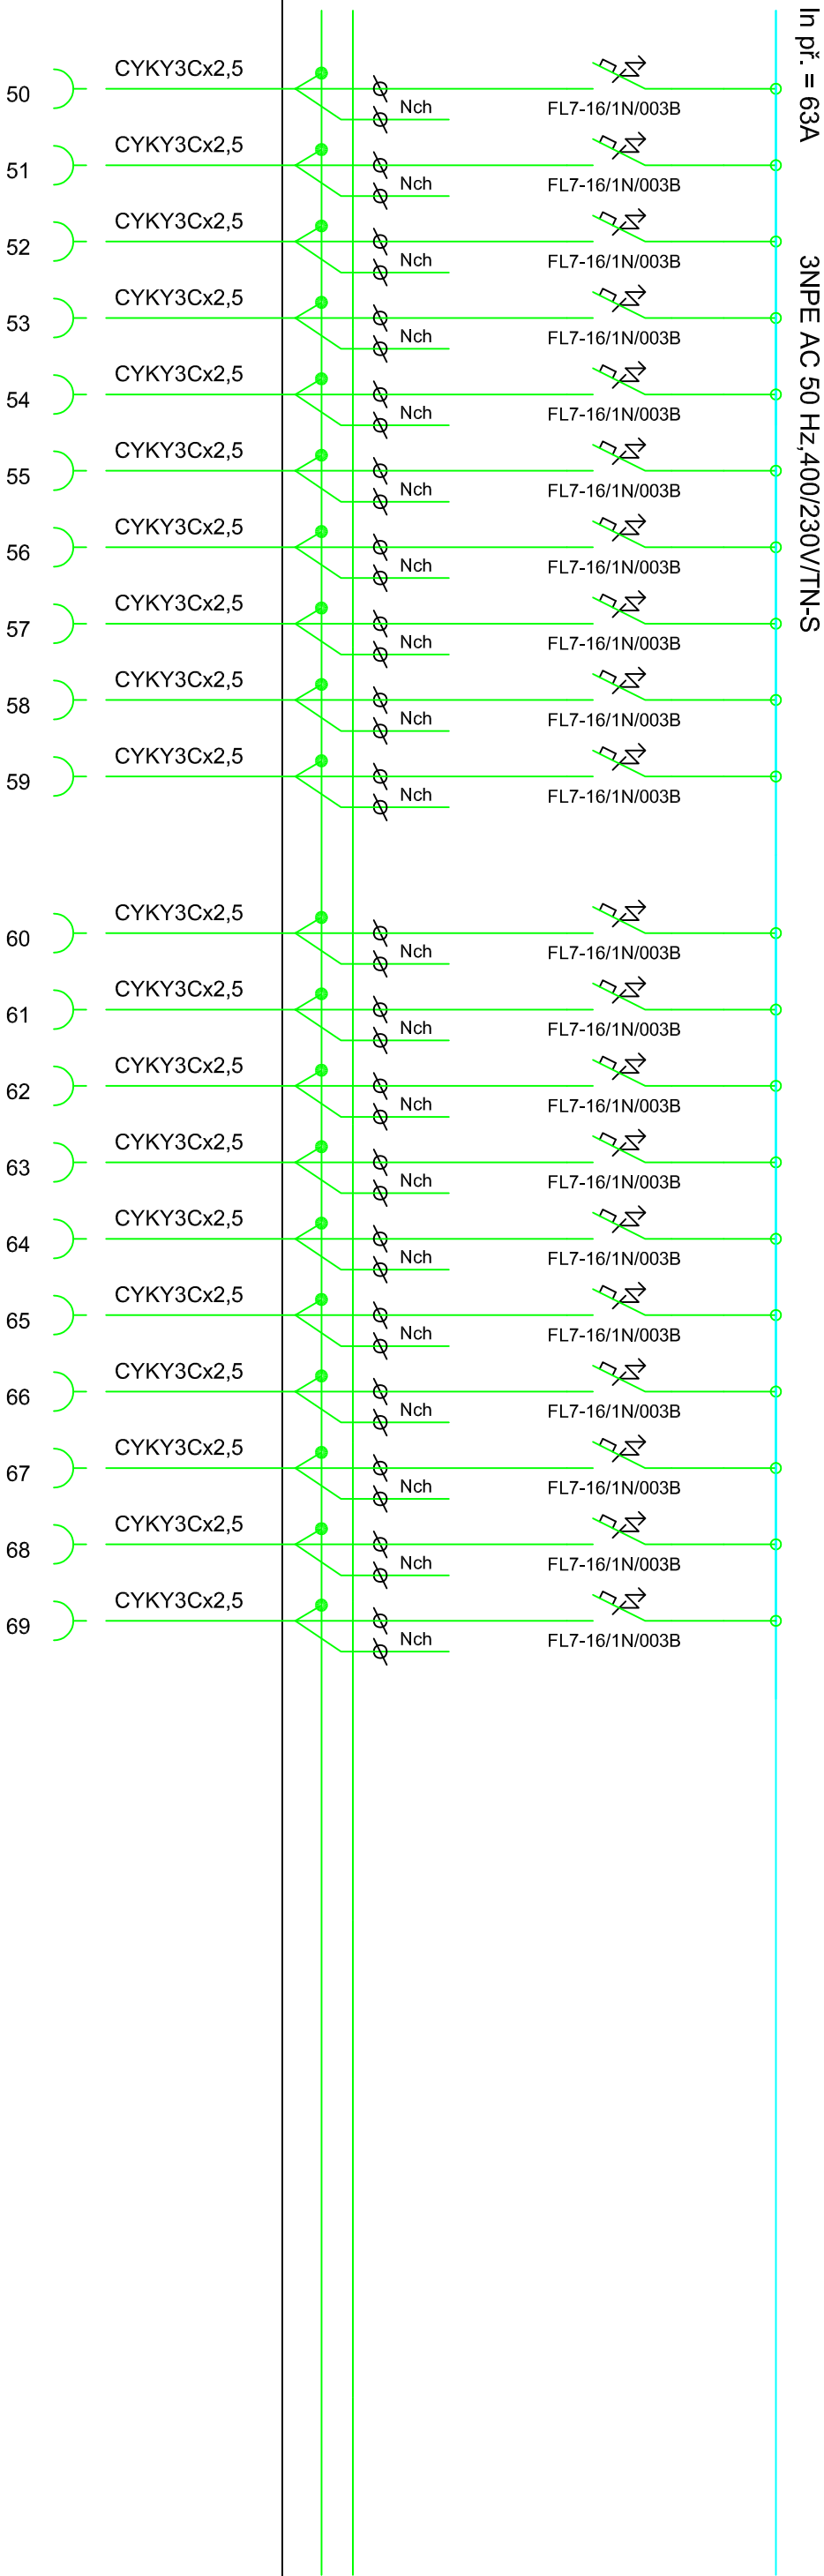 In př. = 63A 3NPE AC 50 Hz,400/230V/TN-S
CYKY3Cx2,5
50 Nch FL7-16/1N/003B
CYKY3Cx2,5
51 Nch FL7-16/1N/003B
CYKY3Cx2,5
52 Nch FL7-16/1N/003B
CYKY3Cx2,5
53 Nch FL7-16/1N/003B
CYKY3Cx2,5
54 Nch FL7-16/1N/003B
CYKY3Cx2,5
55 Nch FL7-16/1N/003B
CYKY3Cx2,5
56 Nch FL7-16/1N/003B
CYKY3Cx2,5
57 Nch FL7-16/1N/003B
CYKY3Cx2,5
58 Nch FL7-16/1N/003B
CYKY3Cx2,5
59 Nch FL7-16/1N/003B
CYKY3Cx2,5
60 Nch FL7-16/1N/003B
CYKY3Cx2,5
61 Nch FL7-16/1N/003B
CYKY3Cx2,5
62 Nch FL7-16/1N/003B
CYKY3Cx2,5
63 Nch FL7-16/1N/003B
CYKY3Cx2,5
64 Nch FL7-16/1N/003B
CYKY3Cx2,5
65 Nch FL7-16/1N/003B
CYKY3Cx2,5
66 Nch FL7-16/1N/003B
CYKY3Cx2,5
67 Nch FL7-16/1N/003B
CYKY3Cx2,5
68 Nch FL7-16/1N/003B
CYKY3Cx2,5
69 Nch FL7-16/1N/003B